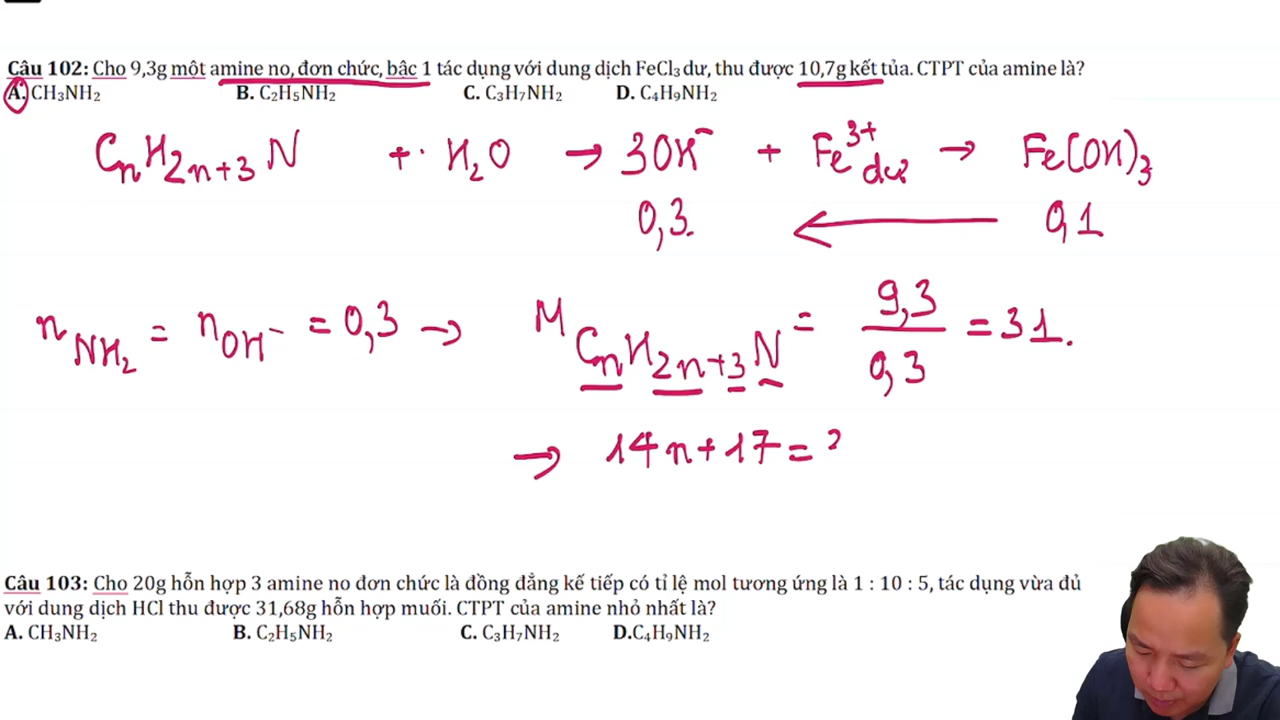 Câu 102: Cho 9,3g một amine no, đơn chức, bậc 1 tác dụng với dung dịch FeCl₃ dư, thu được 10,7g kết tủa. CTPT của amine là?
A. CH₃NH₂ B. C₂H₅NH₂ C. C₃H₇NH₂ D. C₄H₉NH₂
CₙH₂ₙ₊₃N + H₂O → 3OH⁻ + Fe³⁺ dư → Fe(OH)₃
0,3 ← 0,1
n NH₂ = n OH⁻ = 0,3 → M CₙH₂ₙ₊₃N = 9,3 / 0,3 = 31.
→ 14n+17=
Câu 103: Cho 20g hỗn hợp 3 amine no đơn chức là đồng đẳng kế tiếp có tỉ lệ mol tương ứng là 1 : 10 : 5, tác dụng vừa đủ
với dung dịch HCl thu được 31,68g hỗn hợp muối. CTPT của amine nhỏ nhất là?
A. CH₃NH₂ B. C₂H₅NH₂ C. C₃H₇NH₂ D.C₄H₉NH₂